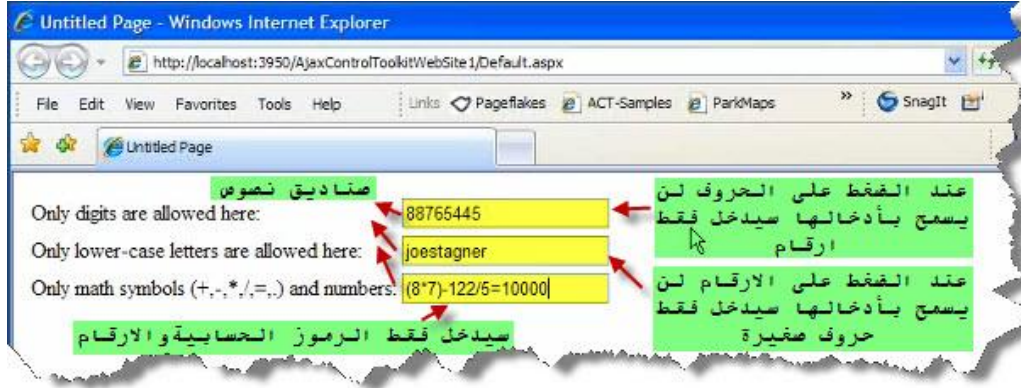 Untitled Page - Windows Internet Explorer
http://localhost:3950/AjaxControlToolkitWebSite1/Default.aspx
File Edit View Favorites Tools Help Links Pageflakes ACT-Samples ParkMaps » SnagIt
Untitled Page
صناديق نصوص
Only digits are allowed here: 88765445
Only lower-case letters are allowed here: joestagner
Only math symbols (+,-,*,/,=,.) and numbers: (8*7)-122/5=10000
عند الضغط على الحروف لن
يسمح بأدخالها سيدخل فقط
ارقام
عند الضغط على الارقام لن
يسمح بأدخالها سيدخل فقط
حروف صغيرة
سيدخل فقط الرموز الحسابية والارقام